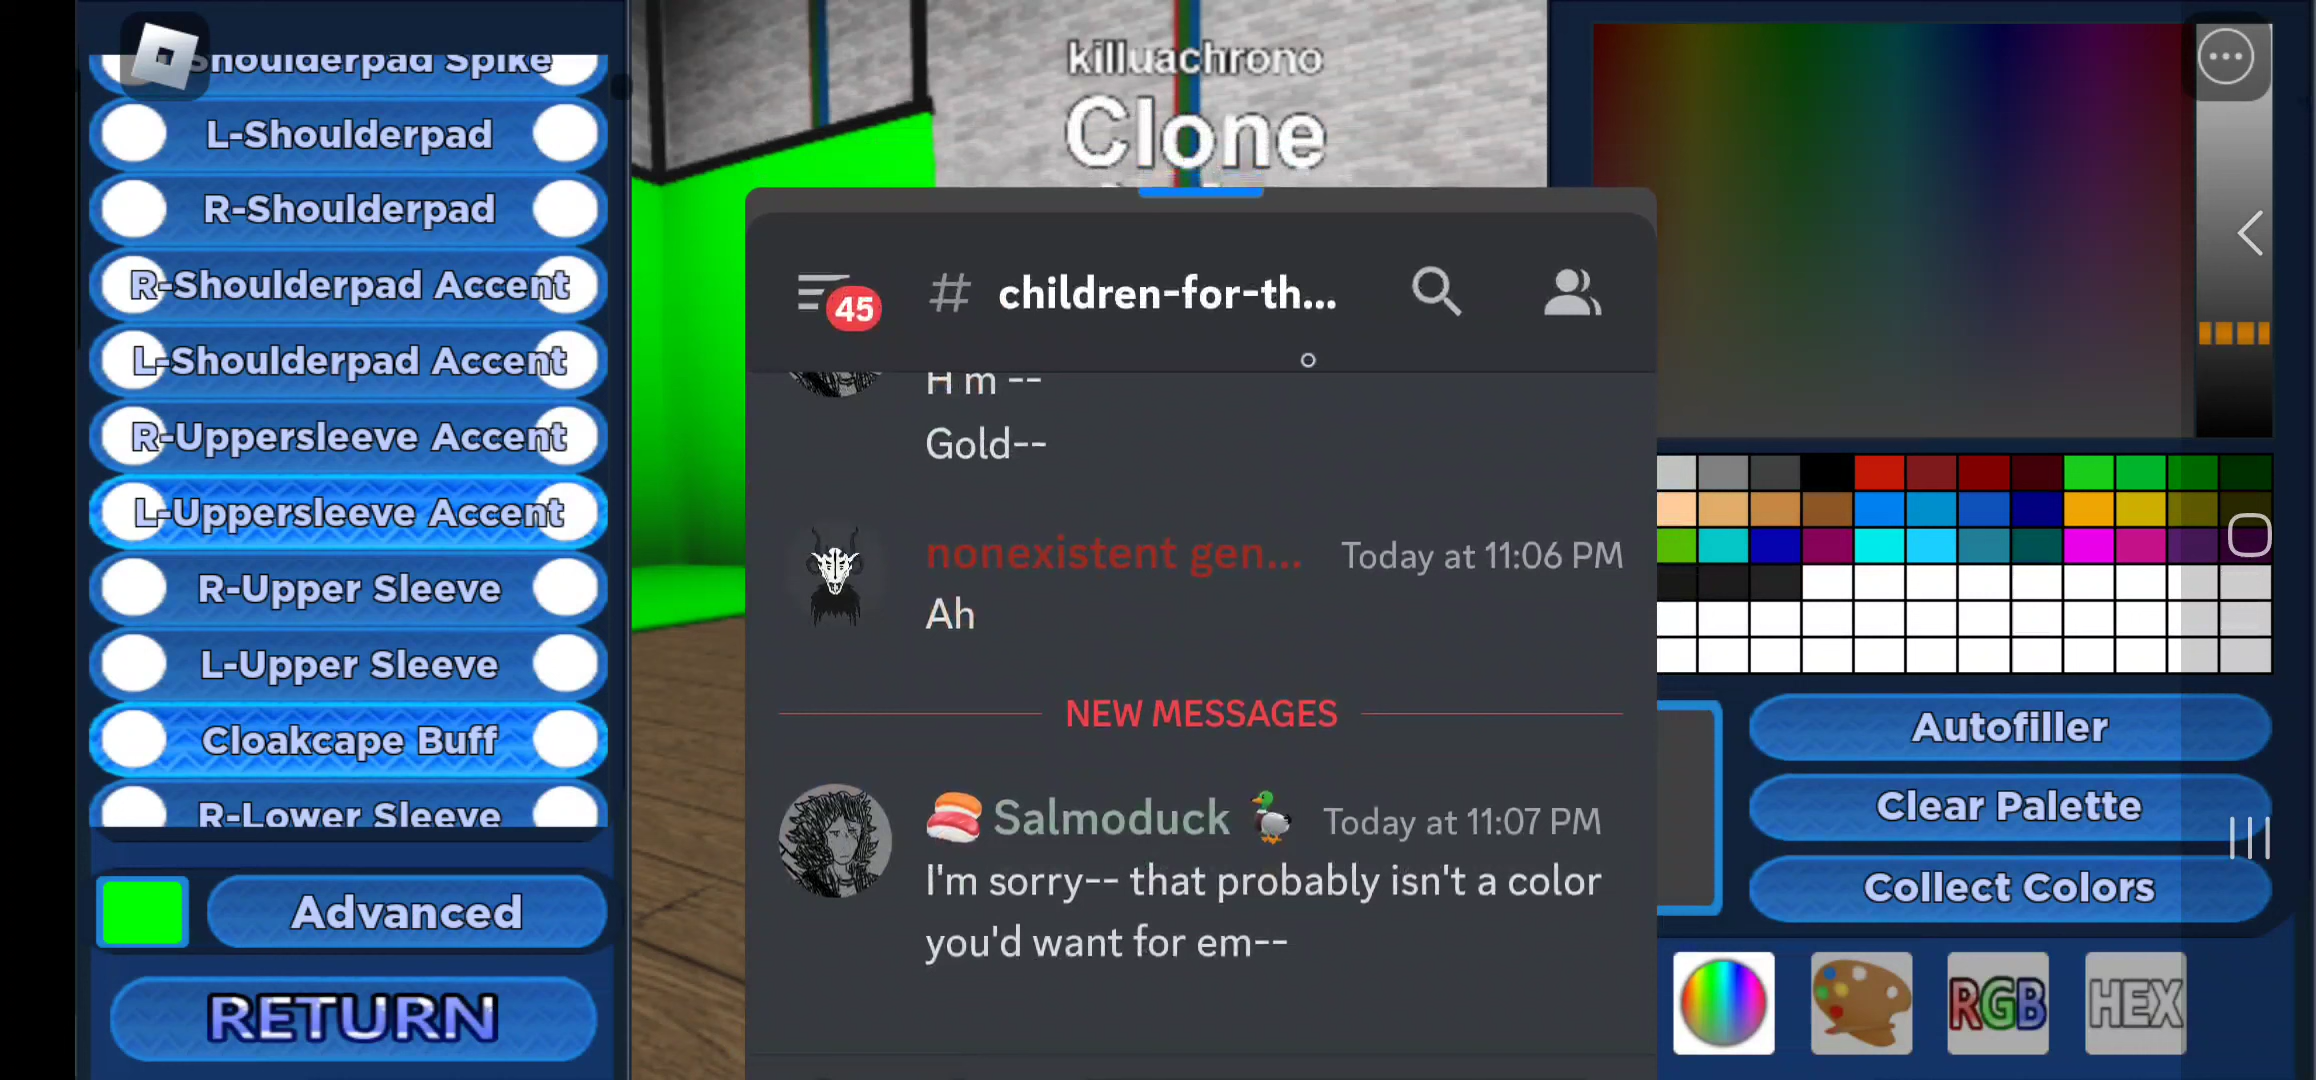 Shoulderpad Spike
L-Shoulderpad
R-Shoulderpad
R-Shoulderpad Accent
L-Shoulderpad Accent
R-Uppersleeve Accent
L-Uppersleeve Accent
R-Upper Sleeve
L-Upper Sleeve
Cloakcape Buff
R-Lower Sleeve
Advanced
RETURN
killuachrono
Clone
45
# children-for-th...
H m --
Gold--
nonexistent gen... Today at 11:06 PM
Ah
NEW MESSAGES
🍣 Salmoduck 🦆 Today at 11:07 PM
I'm sorry-- that probably isn't a color
you'd want for em--
Autofiller
Clear Palette
Collect Colors
RGB
HEX